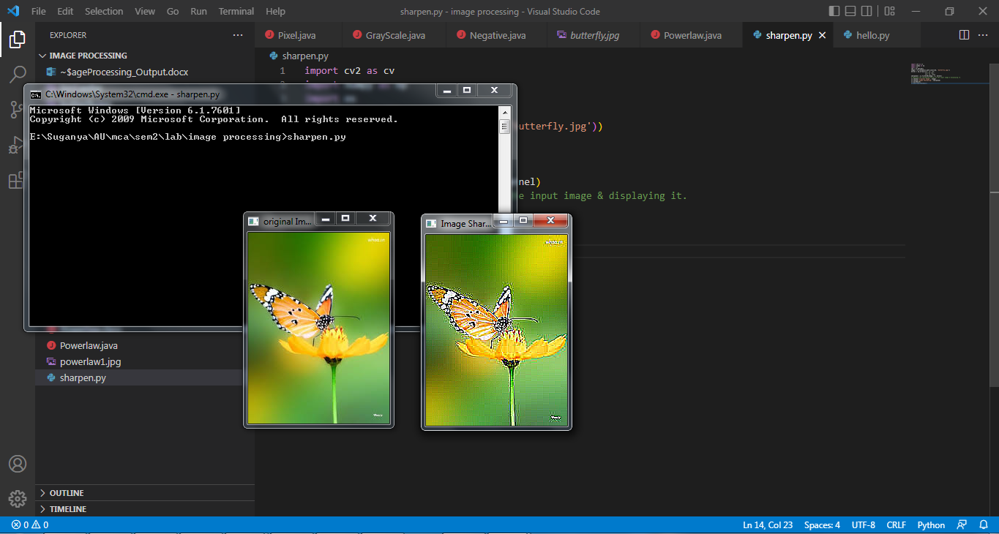 File Edit Selection View Go Run Terminal Help
sharpen.py - image processing - Visual Studio Code
EXPLORER
Pixel.java
GrayScale.java
Negative.java
butterfly.jpg
Powerlaw.java
sharpen.py
hello.py
IMAGE PROCESSING
~$ageProcessing_Output.docx
sharpen.py
1 import cv2 as cv
C:\Windows\System32\cmd.exe - sharpen.py
Microsoft Windows [Version 6.1.7601]
Copyright (c) 2009 Microsoft Corporation. All rights reserved.
E:\Suganya\AU\mca\sem2\lab\image processing>sharpen.py
utterfly.jpg'))
nel)
e input image & displaying it.
original Im...
Image Shar...
Powerlaw.java
powerlaw1.jpg
sharpen.py
OUTLINE
TIMELINE
0 0
Ln 14, Col 23 Spaces: 4 UTF-8 CRLF Python